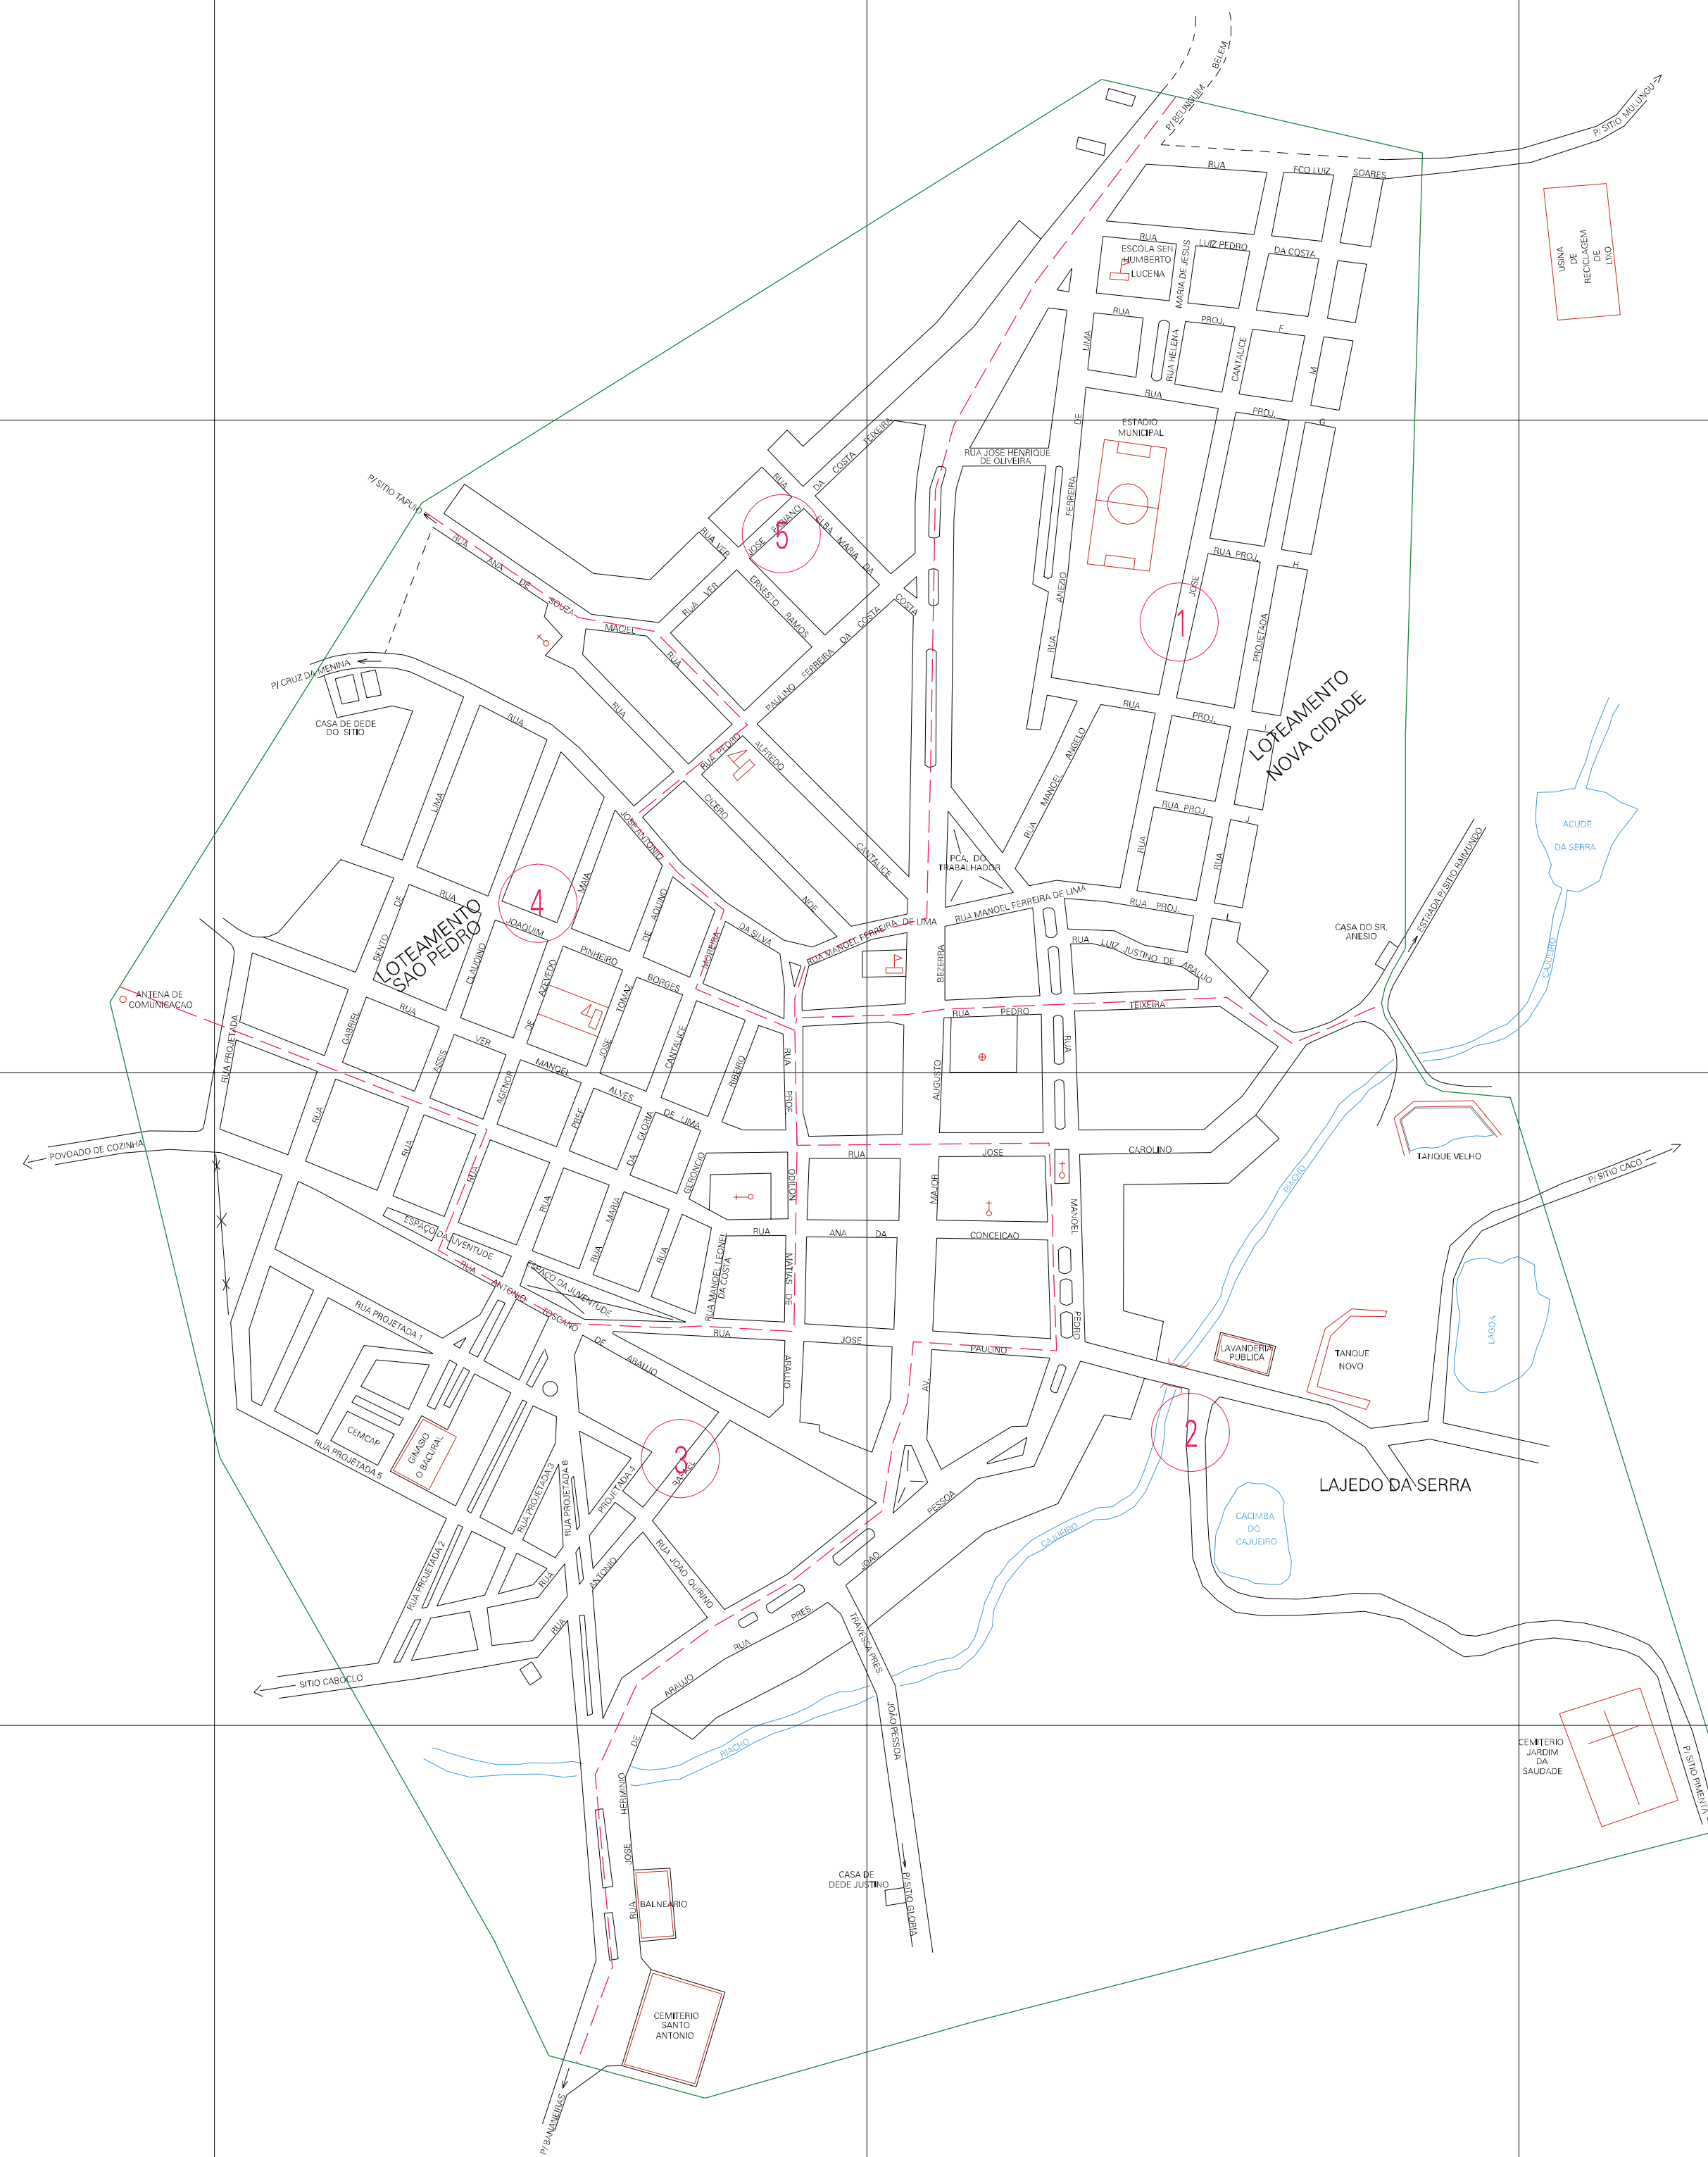 BELEM
P/ BELINGUIM
P/ SITIO MULUNGU
RUA
FCO LUIZ
SOARES
USINA
DE
RECICLAGEM
DE
LIXO
RUA
LUIZ PEDRO
DA COSTA
ESCOLA SEN
HUMBERTO
LUCENA
MARIA DE JESUS
RUA HELENA
RUA
PROJ.
F
LIMA
CANTALICE
M
RUA
PROJ.
G
DE
ESTADIO
MUNICIPAL
RUA JOSE HENRIQUE
DE OLIVEIRA
FERREIRA
ANEZIO
RUA
JOSE
RUA PROJ.
H
PROJETADA
1
LOTEAMENTO
NOVA CIDADE
RUA
PROJ.
I
RUA PROJ.
J
RUA
RUA
RUA PROJ.
L
P/ SITIO TAPUIO
RUA
ANA
DE
SOUZA
MACIEL
RUA
TEIXEIRA
COSTA
DA
RUA
5
FABIANO
JOSE
RUA VER
ELBA MARIA DA
COSTA
RUA VER
ERNESTO RAMOS
PAULINO FERREIRA DA COSTA
P/ CRUZ DA MENINA
CASA DE DEDE
DO SITIO
RUA
RUA
RUA PEDRO
ALFREDO
CANTALICE
CICERO
NOE
JOSE ANTONIO
DA SILVA
MANOEL ANGELO
RUA
PCA. DO
TRABALHADOR
RUA MANOEL FERREIRA DE LIMA
RUA MANOEL FERREIRA DE LIMA
RUA LUIZ JUSTINO DE ARAUJO
CASA DO SR.
ANESIO
ESTRADA P/ SITIO RAIMUNDO
ACUDE
DA SERRA
CAJUEIRO
LIMA
DE
BENTO
GABRIEL
RUA
RUA
JOAQUIM
PINHEIRO
BORGES
4
LOTEAMENTO
SAO PEDRO
MAIA
CLAUDINO
ASSIS
RUA
AZEVEDO
DE
AGENOR
RUA
AQUINO
DE
TOMAZ
JOSE
PREF
RUA
MOREIRA
CANTALICE
GLORIA
DA
MARIA
RUA
RIBEIRO
GERONCIO
RUA
ANTENA DE
COMUNICACAO
RUA PROJETADA
RUA
VER.
MANOEL
ALVES
DE LIMA
POVOADO DE COZINHA
RUA
PROF.
ODILON
MATIAS DE
ARAUJO
RUA
PEDRO
TEIXEIRA
BEZERRA
AUGUSTO
MAJOR
AV.
RUA
MANOEL
PEDRO
RUA
JOSE
CAROLINO
RUA
ANA
DA
CONCEICAO
RUA
JOSE
PAULINO
RUA MANOEL LEONEL
DA COSTA
ESPAÇO DA JUVENTUDE
ESPAÇO DA JUVENTUDE
RUA
ANTONIO
TOSCANO
DE
ARAUJO
TANQUE VELHO
P/ SITIO CACO
RIACHO
LAGOA
LAVANDERIA
PUBLICA
TANQUE
NOVO
2
LAJEDO DA SERRA
CACIMBA
DO
CAJUEIRO
CAJUEIRO
RUA PROJETADA 1
CEMCAP
GINASIO
O BACURAL
RUA PROJETADA 5
RUA PROJETADA 3
RUA PROJETADA 6
PROJETADA 4
RUA PROJETADA 2
3
RAFAEL
ANTONIO
RUA
RUA
RUA JOAO QUIRINO
SITIO CABOCLO
PESSOA
JOAO
PRES.
RUA
TRAVESSA PRES.
JOÃO PESSOA
P/ SITIO GLORIA
ARAUJO
DE
HERMINIO
JOSE
RUA
RIACHO
CASA DE
DEDE JUSTINO
BALNEARIO
CEMITERIO
SANTO
ANTONIO
P/ BANANEIRAS
CEMITERIO
JARDIM
DA
SAUDADE
P/ SITIO PIMENTA